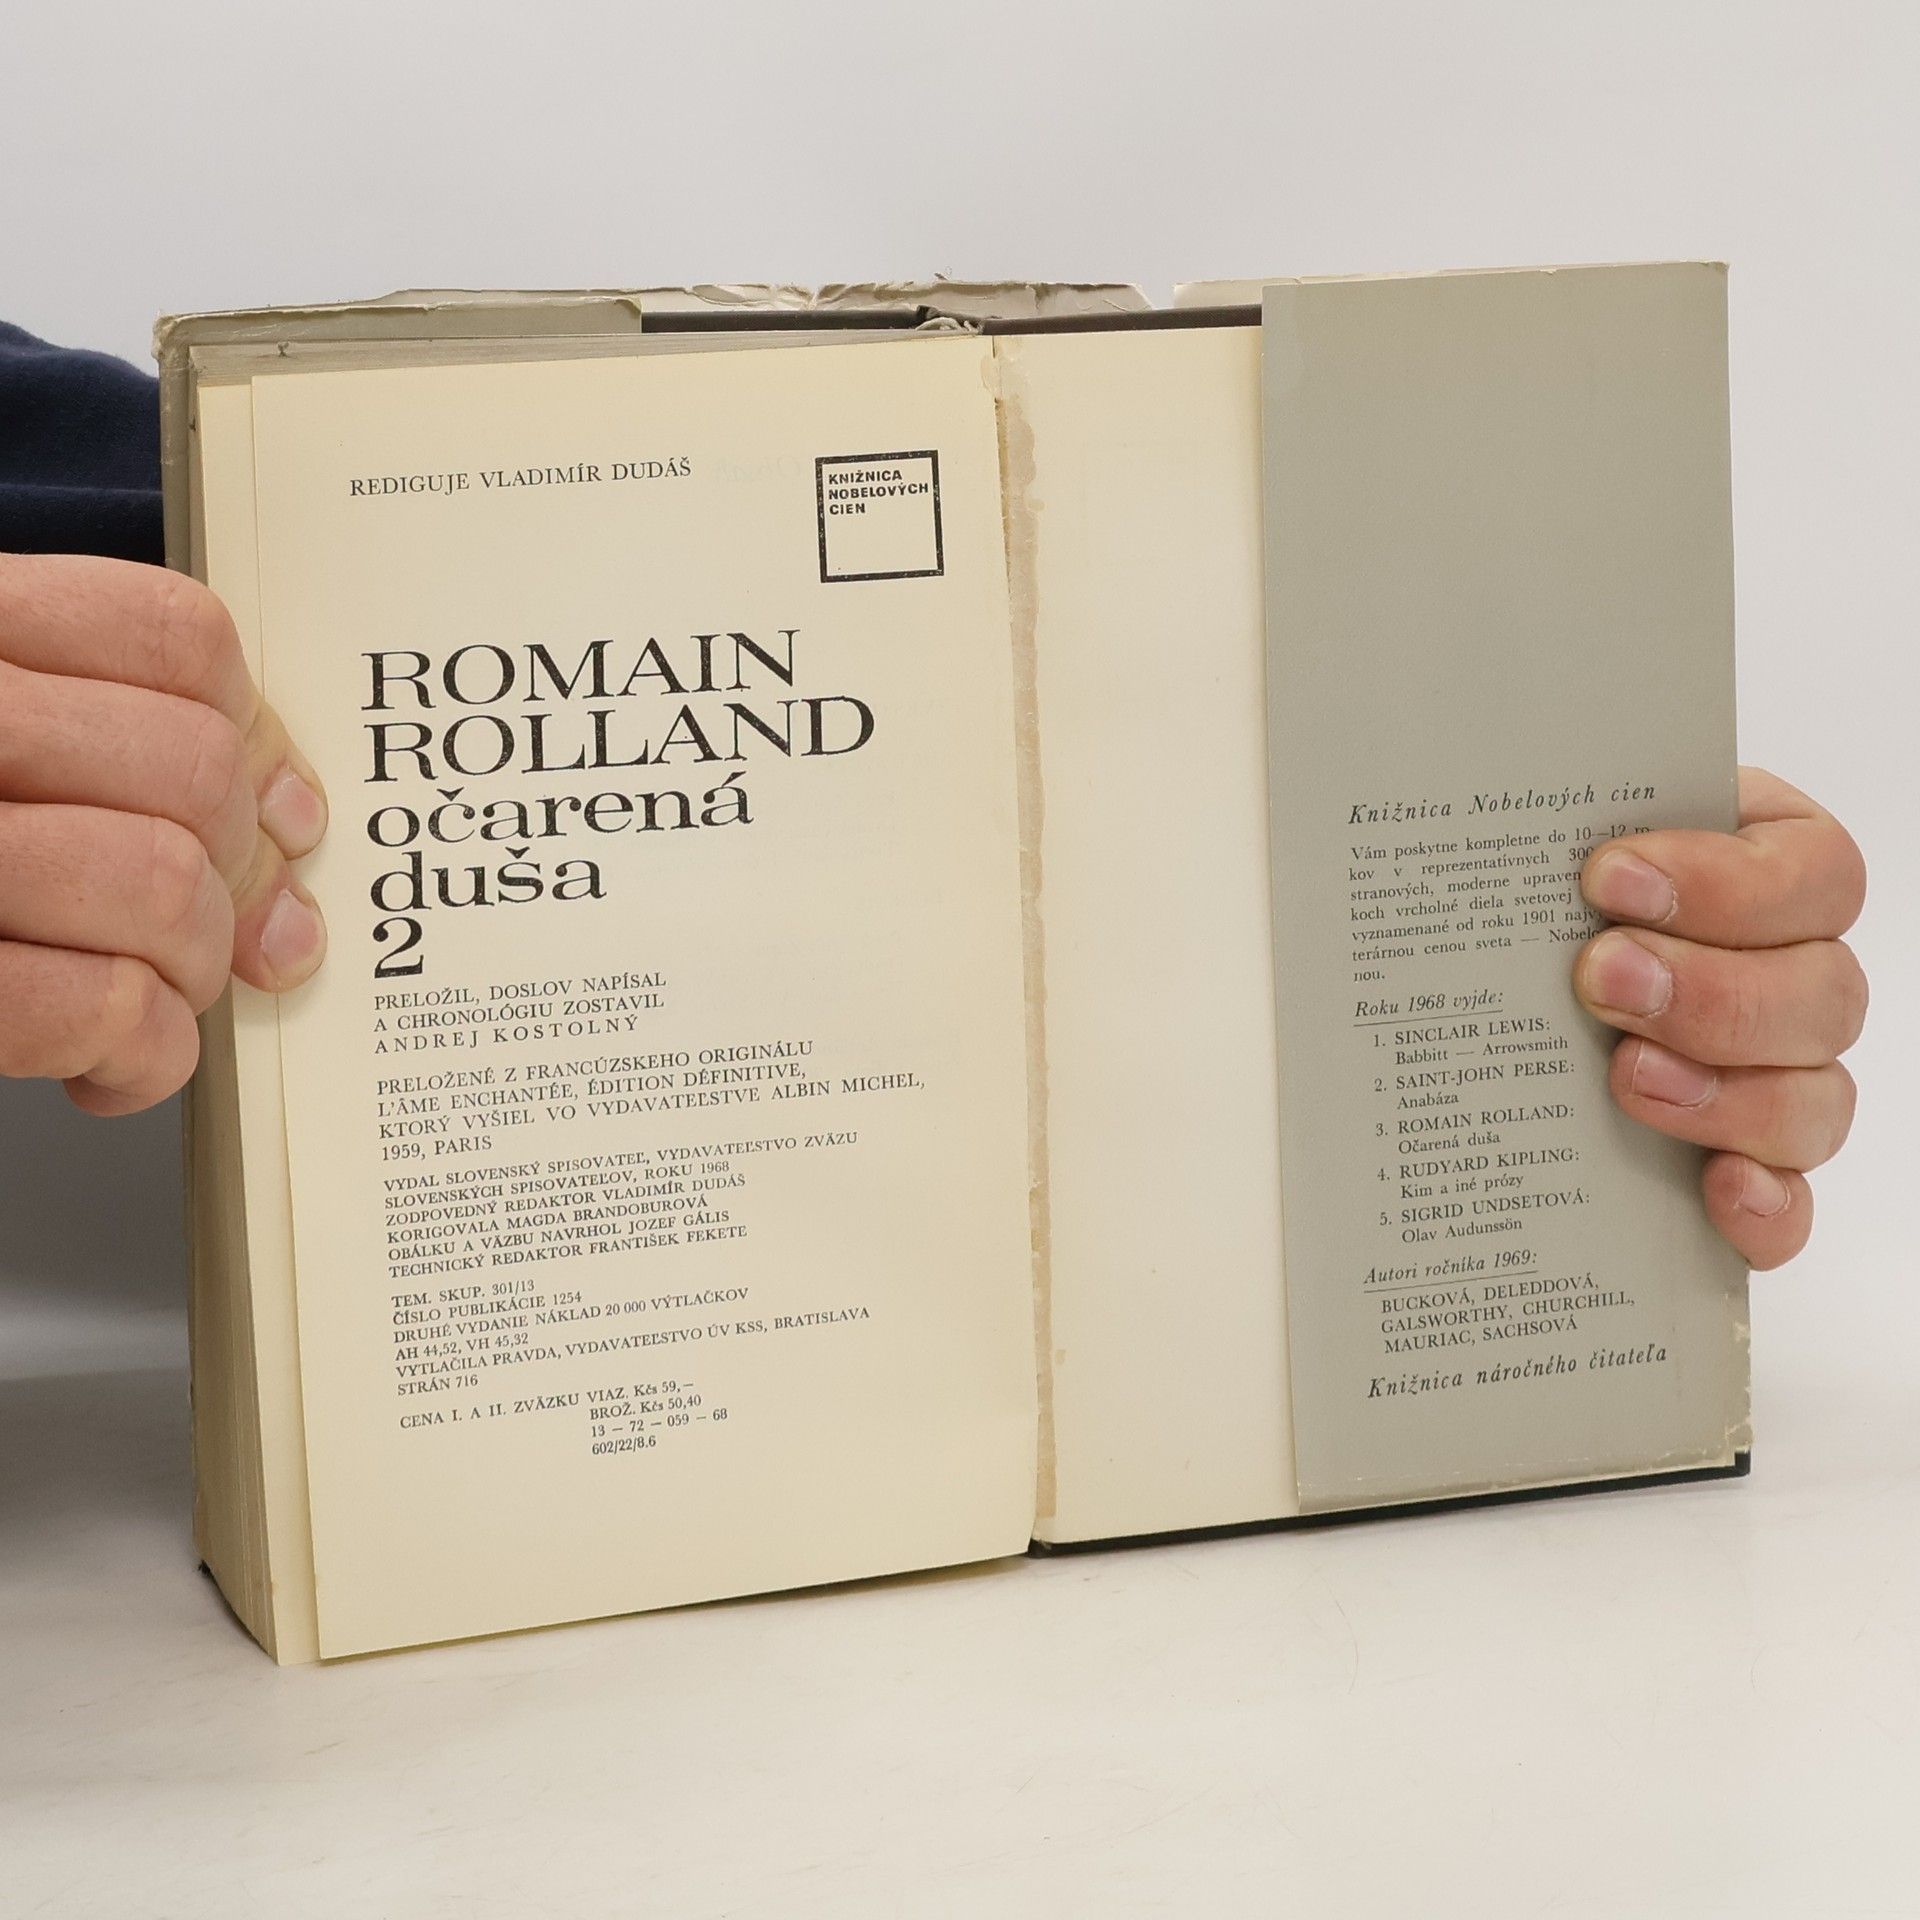 REDIGUJE VLADIMÍR DUDÁŠ
KNIŽNICA
NOBELOVÝCH
CIEN
ROMAIN
ROLLAND
očarená
duša
2
PRELOŽIL, DOSLOV NAPÍSAL
A CHRONOLÓGIU ZOSTAVIL
ANDREJ KOSTOLNÝ
PRELOŽENÉ Z FRANCÚZSKEHO ORIGINÁLU
L'ÂME ENCHANTÉE, ÉDITION DÉFINITIVE,
KTORÝ VYŠIEL VO VYDAVATEĽSTVE ALBIN MICHEL,
1959, PARIS
VYDAL SLOVENSKÝ SPISOVATEĽ, VYDAVATEĽSTVO ZVÄZU
SLOVENSKÝCH SPISOVATEĽOV, ROKU 1968
ZODPOVEDNÝ REDAKTOR VLADIMÍR DUDÁŠ
KORIGOVALA MAGDA BRANDOBUROVÁ
OBÁLKU A VÄZBU NAVRHOL JOZEF GÁLIS
TECHNICKÝ REDAKTOR FRANTIŠEK FEKETE
TEM. SKUP. 301/13
ČÍSLO PUBLIKÁCIE 1254
DRUHÉ VYDANIE NÁKLAD 20 000 VÝTLAČKOV
AH 44,52, VH 45,32
VYTLAČILA PRAVDA, VYDAVATEĽSTVO ÚV KSS, BRATISLAVA
STRÁN 716
CENA I. A II. ZVÄZKU VIAZ. Kčs 59,—
BROŽ. Kčs 50,40
13 — 72 — 059 — 68
602/22/8.6
Knižnica Nobelových cien
Vám poskytne kompletne do 10—12 ro-
kov v reprezentatívnych 300
stranových, moderne upraven
koch vrcholné diela svetovej
vyznamenané od roku 1901 najvy
terárnou cenou sveta — Nobelo
nou.
Roku 1968 vyjde:
1. SINCLAIR LEWIS:
Babbitt — Arrowsmith
2. SAINT-JOHN PERSE:
Anabáza
3. ROMAIN ROLLAND:
Očarená duša
4. RUDYARD KIPLING:
Kim a iné prózy
5. SIGRID UNDSETOVÁ:
Olav Audunssön
Autori ročníka 1969:
BUCKOVÁ, DELEDDOVÁ,
GALSWORTHY, CHURCHILL,
MAURIAC, SACHSOVÁ
Knižnica náročného čitateľa